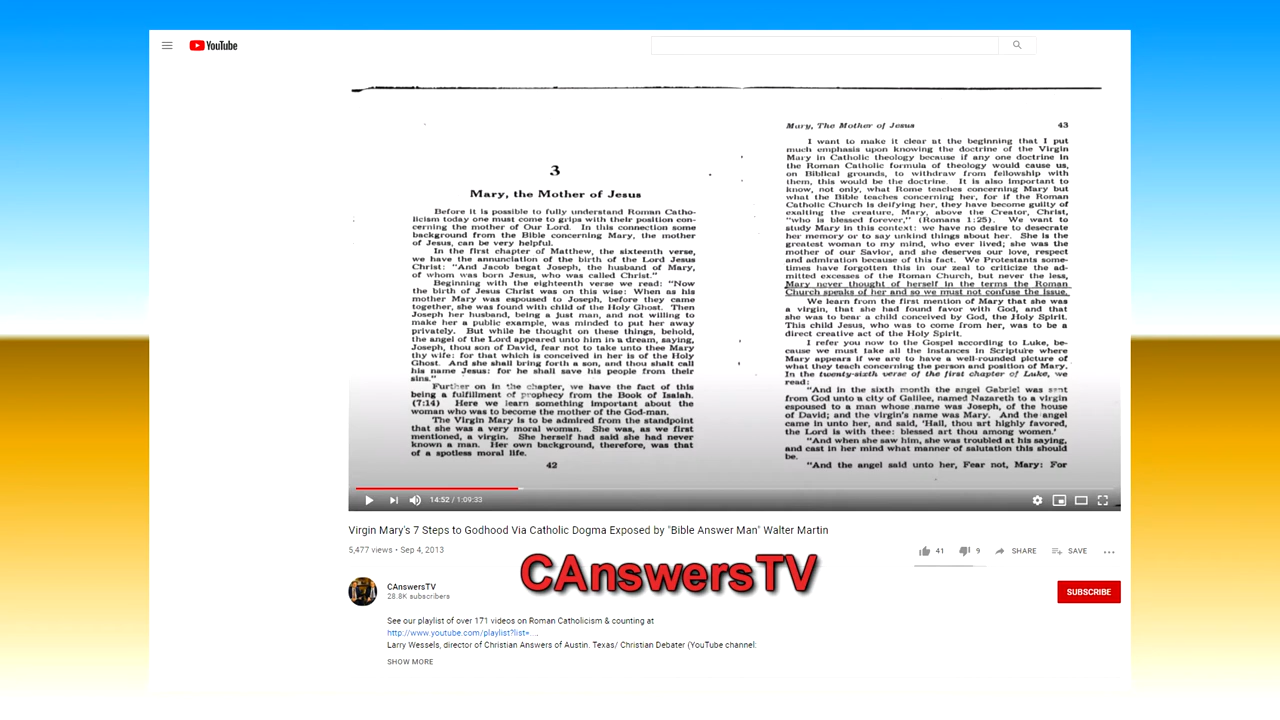 YouTube
3
Mary, the Mother of Jesus
Before it is possible to fully understand Roman Catho-
licism today one must come to grips with their position con-
cerning the mother of Our Lord. In this connection some
background from the Bible concerning Mary, the mother
of Jesus, can be very helpful.
In the first chapter of Matthew, the sixteenth verse,
we have the annunciation of the birth of the Lord Jesus
Christ: "And Jacob begat Joseph, the husband of Mary,
of whom was born Jesus, who was called Christ."
Beginning with the eighteenth verse we read: "Now
the birth of Jesus Christ was on this wise: When as his
mother Mary was espoused to Joseph, before they came
together, she was found with child of the Holy Ghost. Then
Joseph her husband, being a just man, and not willing to
make her a public example, was minded to put her away
privately. But while he thought on these things, behold,
the angel of the Lord appeared unto him in a dream, saying,
Joseph, thou son of David, fear not to take unto thee Mary
thy wife: for that which is conceived in her is of the Holy
Ghost. And she shall bring forth a son, and thou shalt call
his name Jesus: for he shall save his people from their
sins."
Further on in the chapter, we have the fact of this
being a fulfillment of prophecy from the Book of Isaiah.
(7:14) Here we learn something important about the
woman who was to become the mother of the God-man.
The Virgin Mary is to be admired from the standpoint
that she was a very moral woman. She was, as we first
mentioned, a virgin. She herself had said she had never
known a man. Her own background, therefore, was that
of a spotless moral life.
42
Mary, The Mother of Jesus 43
I want to make it clear at the beginning that I put
much emphasis upon knowing the doctrine of the Virgin
Mary in Catholic theology because if any one doctrine in
the Roman Catholic formula of theology would cause us,
on Biblical grounds, to withdraw from fellowship with
them, this would be the doctrine. It is also important to
know, not only, what Rome teaches concerning Mary but
what the Bible teaches concerning her, for if the Roman
Catholic Church is deifying her, they have become guilty of
exalting the creature, Mary, above the Creator, Christ,
"who is blessed forever," (Romans 1:25). We want to
study Mary in this context: we have no desire to desecrate
her memory or to say unkind things about her. She is the
greatest woman to my mind, who ever lived; she was the
mother of our Savior, and she deserves our love, respect
and admiration because of this fact. We Protestants some-
times have forgotten this in our zeal to criticize the ad-
mitted excesses of the Roman Church, but never the less,
Mary never thought of herself in the terms the Roman
Church speaks of her and so we must not confuse the issue.
We learn from the first mention of Mary that she was
a virgin, that she had found favor with God, and that
she was to bear a child conceived by God, the Holy Spirit.
This child Jesus, who was to come from her, was to be a
direct creative act of the Holy Spirit.
I refer you now to the Gospel according to Luke, be-
cause we must take all the instances in Scripture where
Mary appears if we are to have a well-rounded picture of
what they teach concerning the person and position of Mary.
In the twenty-sixth verse of the first chapter of Luke, we
read:
"And in the sixth month the angel Gabriel was sent
from God unto a city of Galilee, named Nazareth to a virgin
espoused to a man whose name was Joseph, of the house
of David; and the virgin's name was Mary. And the angel
came in unto her, and said, 'Hail, thou art highly favored,
the Lord is with thee: blessed art thou among women.'
"And when she saw him, she was troubled at his saying,
and cast in her mind what manner of salutation this should
be.
"And the angel said unto her, Fear not, Mary: For
14:52 / 1:09:33
Virgin Mary's 7 Steps to Godhood Via Catholic Dogma Exposed by "Bible Answer Man" Walter Martin
5,477 views • Sep 4, 2013
41 9 SHARE SAVE
CAnswersTV
CAnswersTV
28.8K subscribers
SUBSCRIBE
See our playlist of over 171 videos on Roman Catholicism & counting at
http://www.youtube.com/playlist?list=...
Larry Wessels, director of Christian Answers of Austin. Texas/ Christian Debater (YouTube channel:
SHOW MORE